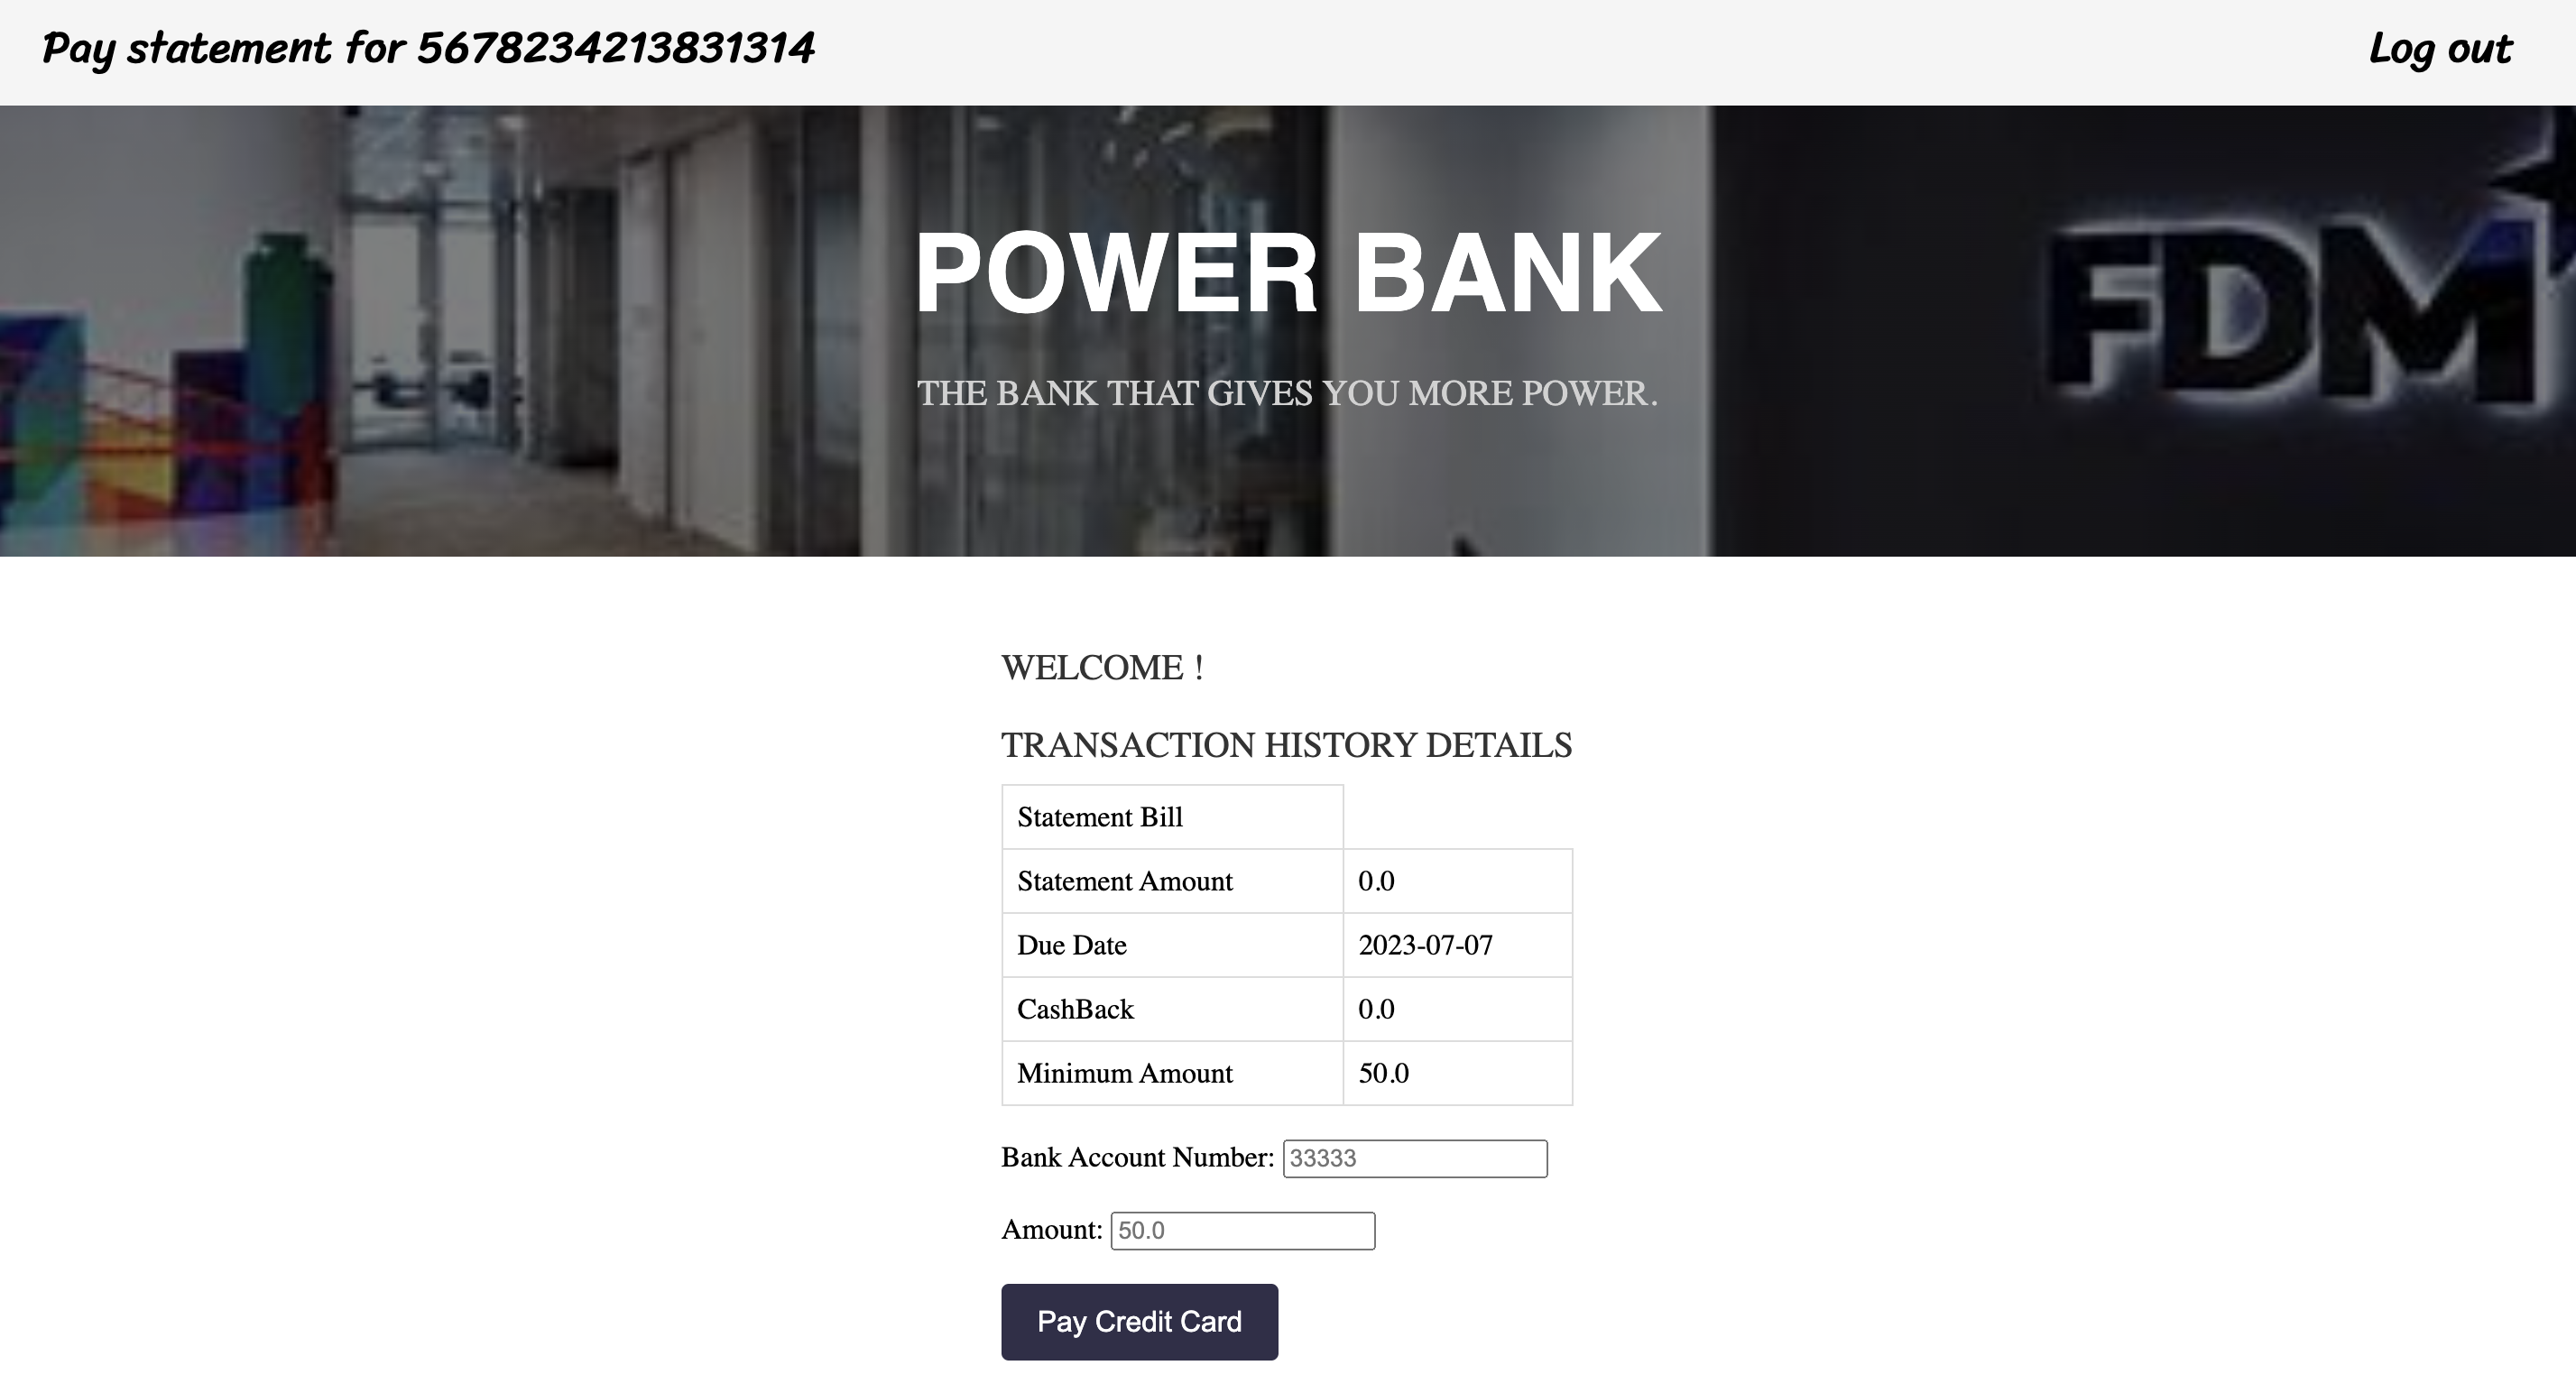 Pay statement for 5678234213831314
Log out
POWER BANK
THE BANK THAT GIVES YOU MORE POWER.
FDM
WELCOME !
TRANSACTION HISTORY DETAILS
Statement Bill
Statement Amount 0.0
Due Date 2023-07-07
CashBack 0.0
Minimum Amount 50.0
Bank Account Number: 33333
Amount: 50.0
Pay Credit Card